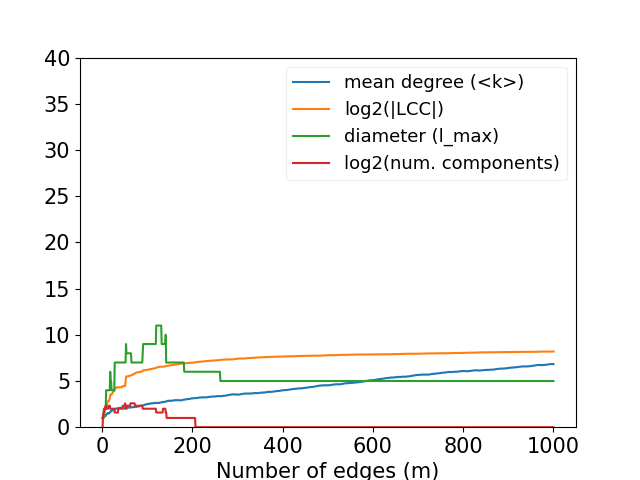 40
35
30
25
20
15
10
5
0
mean degree (<k>)
log2(|LCC|)
diameter (l_max)
log2(num. components)
0 200 400 600 800 1000
Number of edges (m)